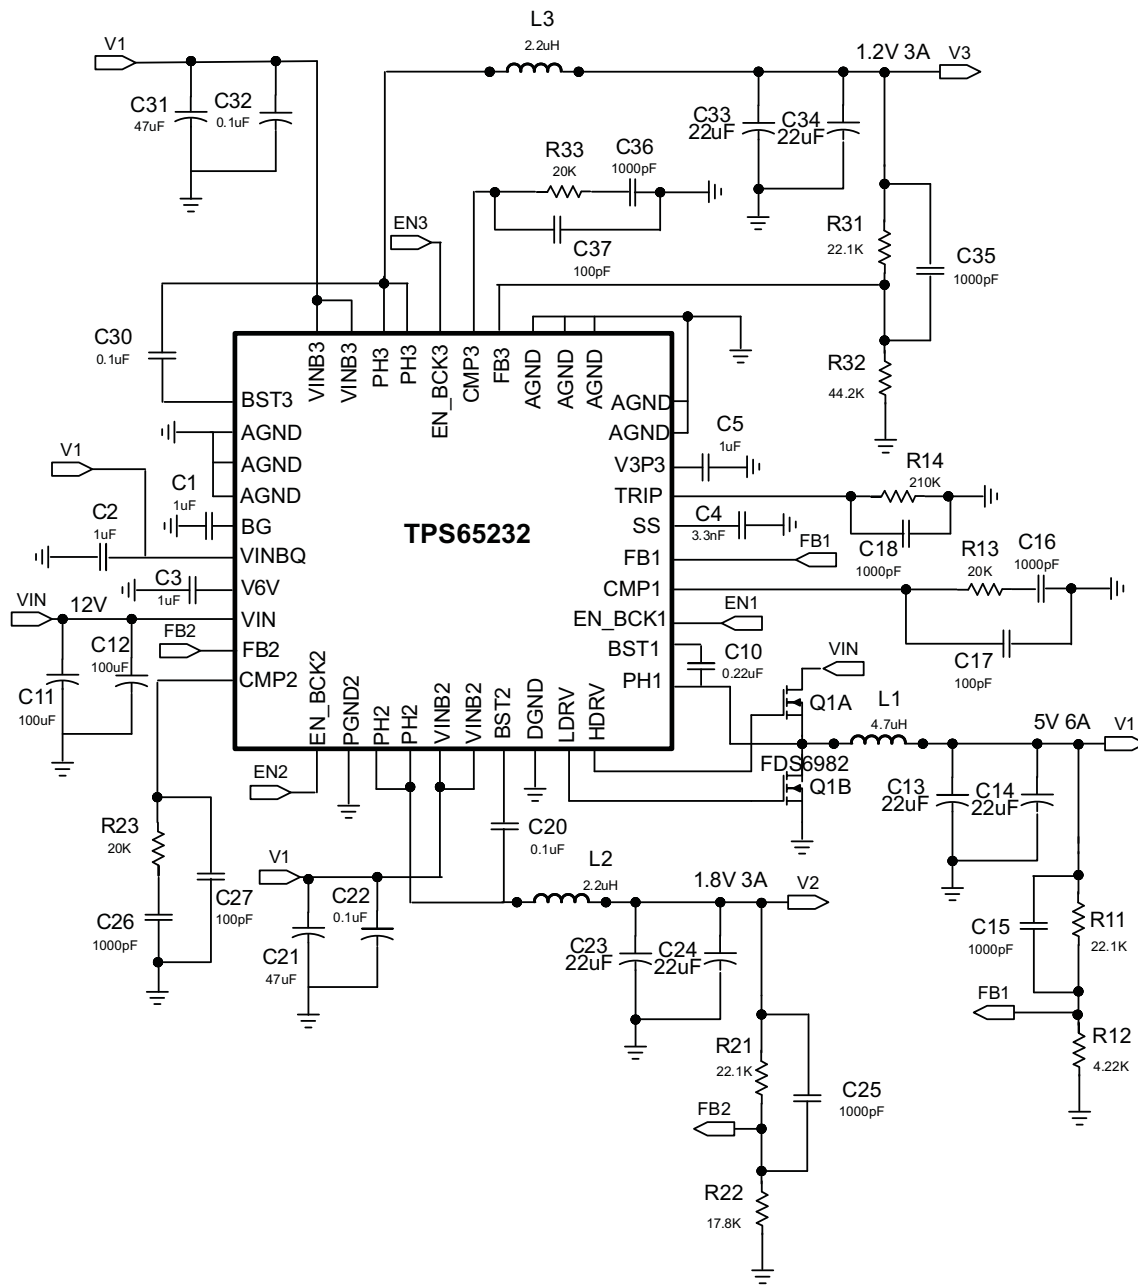 L3
2.2uH
V1
1.2V 3A
V3
C31
47uF
C32
0.1uF
C33
22uF
C34
22uF
R33
20K
C36
1000pF
C37
100pF
EN3
R31
22.1K
C35
1000pF
C30
0.1uF
R32
44.2K
VINB3
VINB3
PH3
PH3
EN_BCK3
CMP3
FB3
AGND
AGND
AGND
BST3
AGND
AGND
AGND
BG
VINBQ
V6V
VIN
FB2
CMP2
TPS65232
AGND
AGND
V3P3
TRIP
SS
FB1
CMP1
EN_BCK1
BST1
PH1
EN_BCK2
PGND2
PH2
PH2
VINB2
VINB2
BST2
DGND
LDRV
HDRV
V1
C1
1uF
C2
1uF
C3
1uF
VIN
12V
FB2
C12
100uF
C11
100uF
C5
1uF
R14
210K
C4
3.3nF
C18
1000pF
FB1
R13
20K
C16
1000pF
EN1
C17
100pF
C10
0.22uF
VIN
Q1A
L1
4.7uH
5V 6A
V1
FDS6982
Q1B
C13
22uF
C14
22uF
EN2
R23
20K
C27
100pF
C26
1000pF
V1
C22
0.1uF
C21
47uF
C20
0.1uF
L2
2.2uH
1.8V 3A
V2
C23
22uF
C24
22uF
C15
1000pF
R11
22.1K
FB1
R12
4.22K
R21
22.1K
C25
1000pF
FB2
R22
17.8K